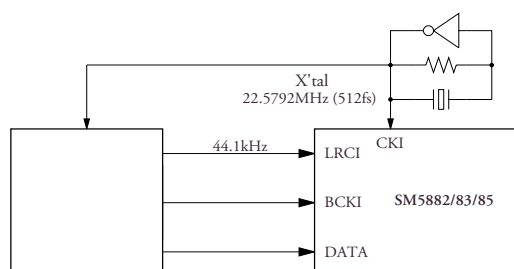 X'tal
22.5792MHz (512fs)
CKI
44.1kHz
LRCI
BCKI
SM5882/83/85
DATA